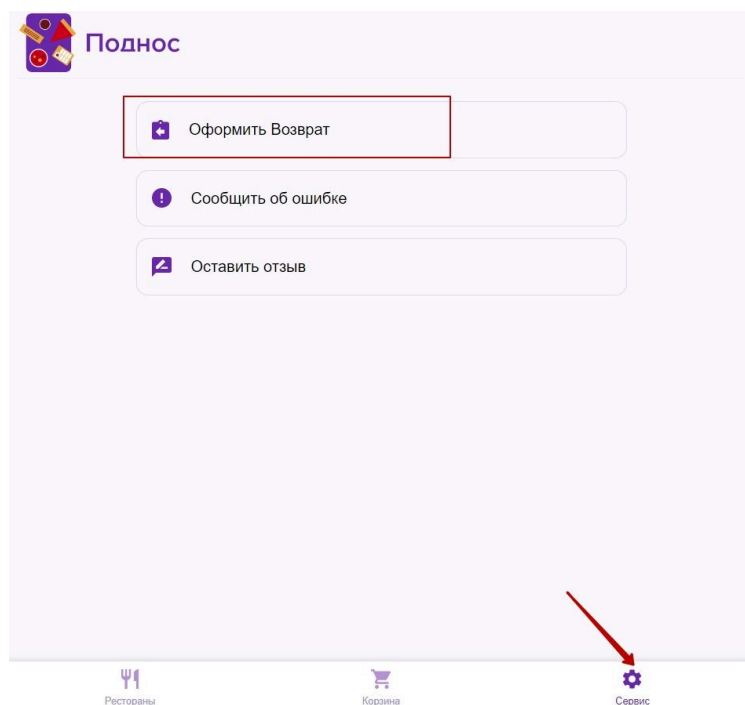 Поднос
Оформить Возврат
Сообщить об ошибке
Оставить отзыв
Рестораны
Корзина
Сервис